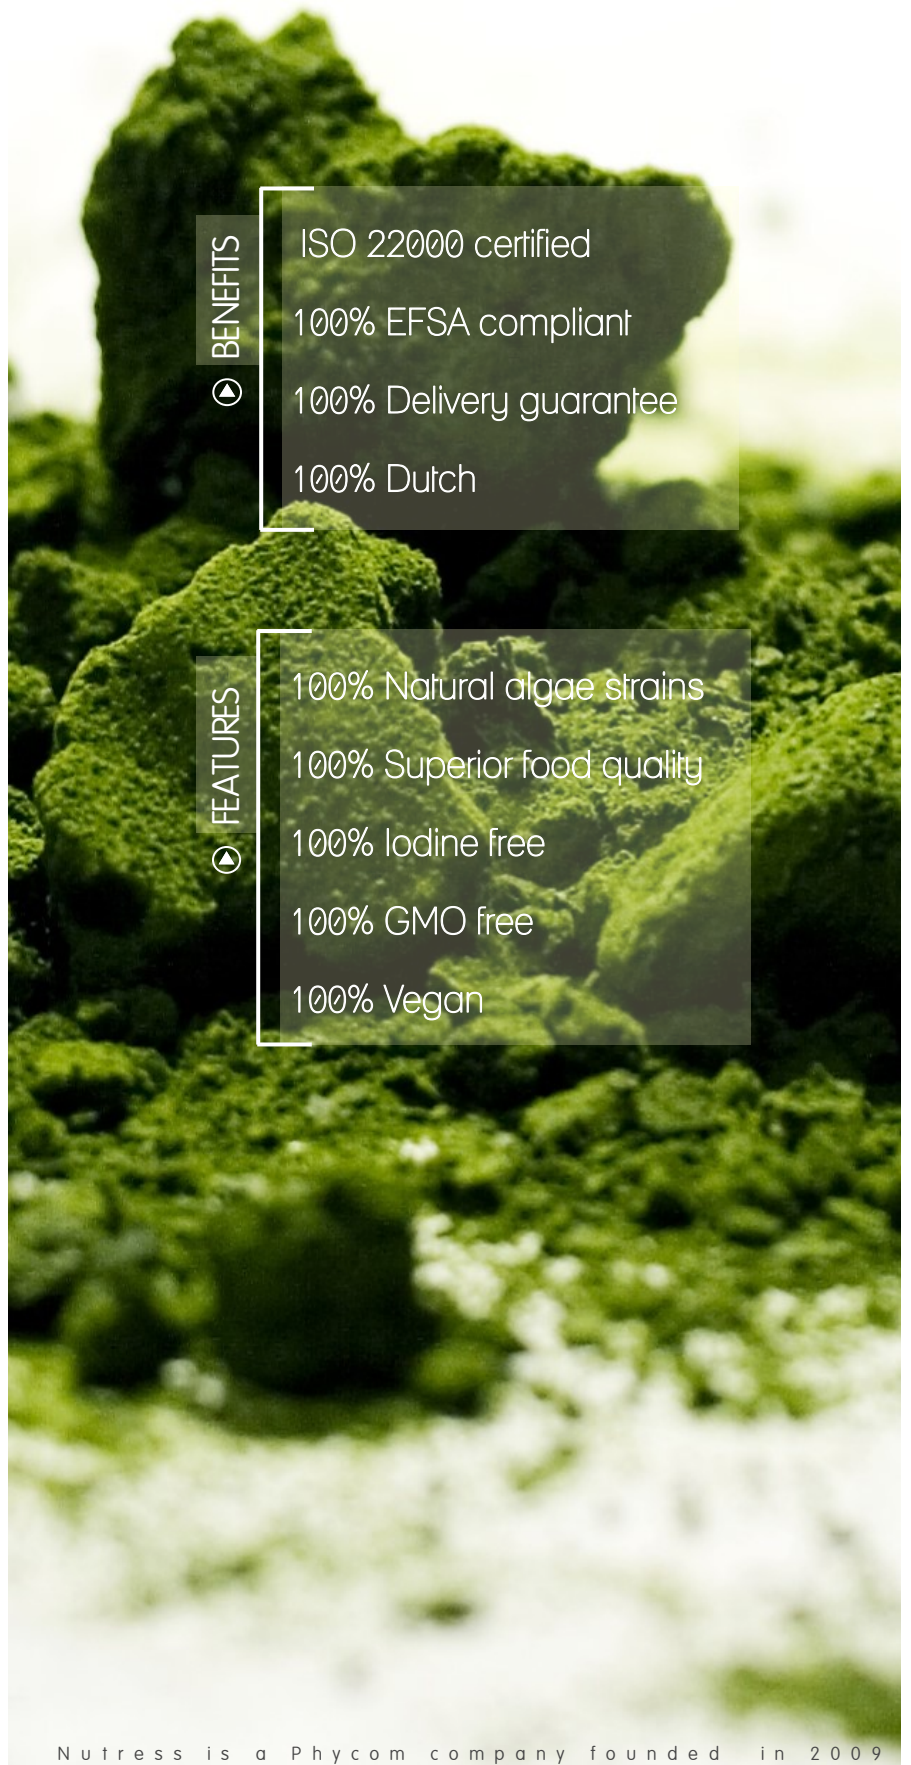 BENEFITS
ISO 22000 certified
100% EFSA compliant
100% Delivery guarantee
100% Dutch
FEATURES
100% Natural algae strains
100% Superior food quality
100% Iodine free
100% GMO free
100% Vegan
Nutress is a Phycom company founded in 2009